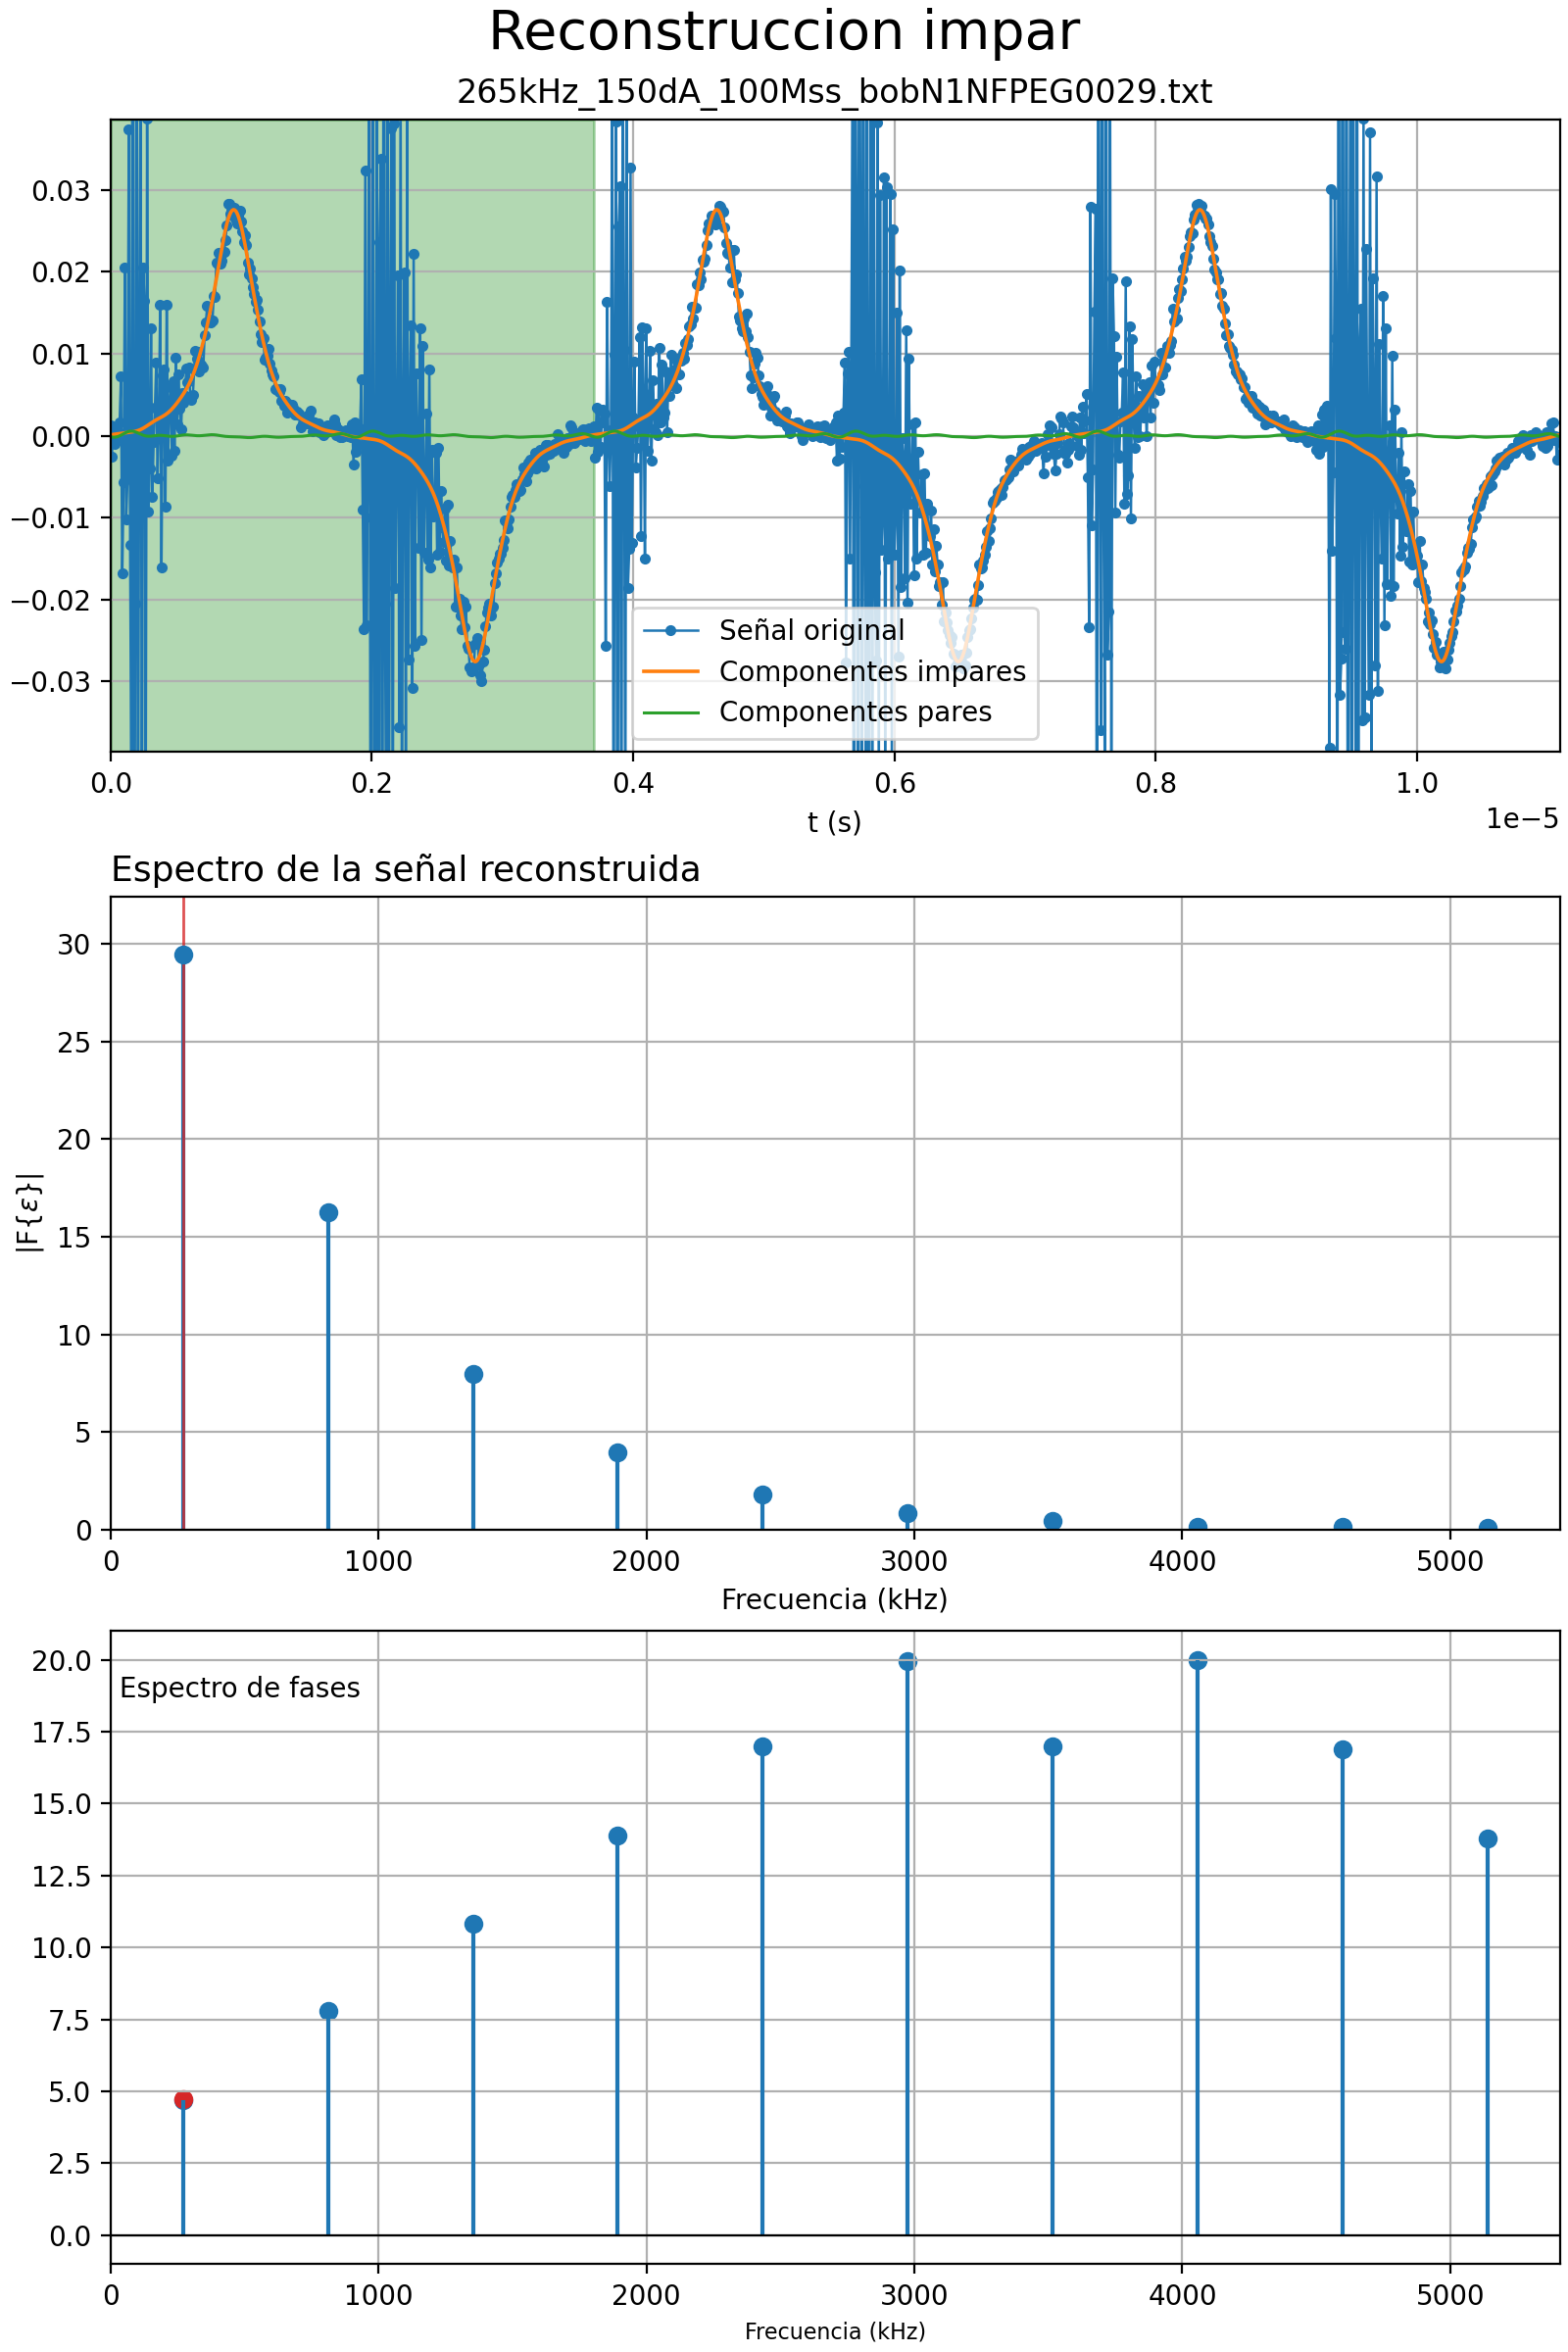 Reconstruccion impar
265kHz_150dA_100Mss_bobN1NFPEG0029.txt
0.03
0.02
0.01
0.00
−0.01
−0.02
−0.03
Señal original
Componentes impares
Componentes pares
0.0 0.2 0.4 0.6 0.8 1.0
1e−5
t (s)
Espectro de la señal reconstruida
30
25
20
15
10
5
0
|F{ε}|
0 1000 2000 3000 4000 5000
Frecuencia (kHz)
20.0
Espectro de fases
17.5
15.0
12.5
10.0
7.5
5.0
2.5
0.0
0 1000 2000 3000 4000 5000
Frecuencia (kHz)